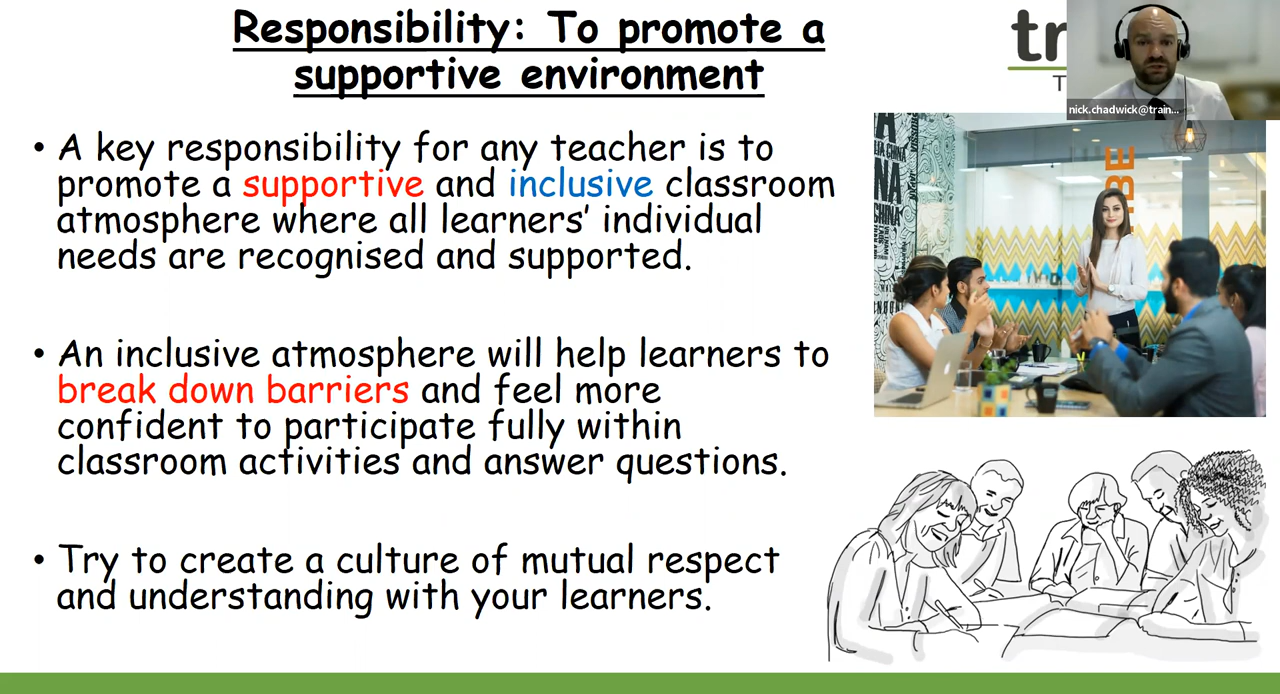 Responsibility: To promote a
supportive environment
tr
T
nick.chadwick@train...
• A key responsibility for any teacher is to
promote a supportive and inclusive classroom
atmosphere where all learners’ individual
needs are recognised and supported.
• An inclusive atmosphere will help learners to
break down barriers and feel more
confident to participate fully within
classroom activities and answer questions.
• Try to create a culture of mutual respect
and understanding with your learners.